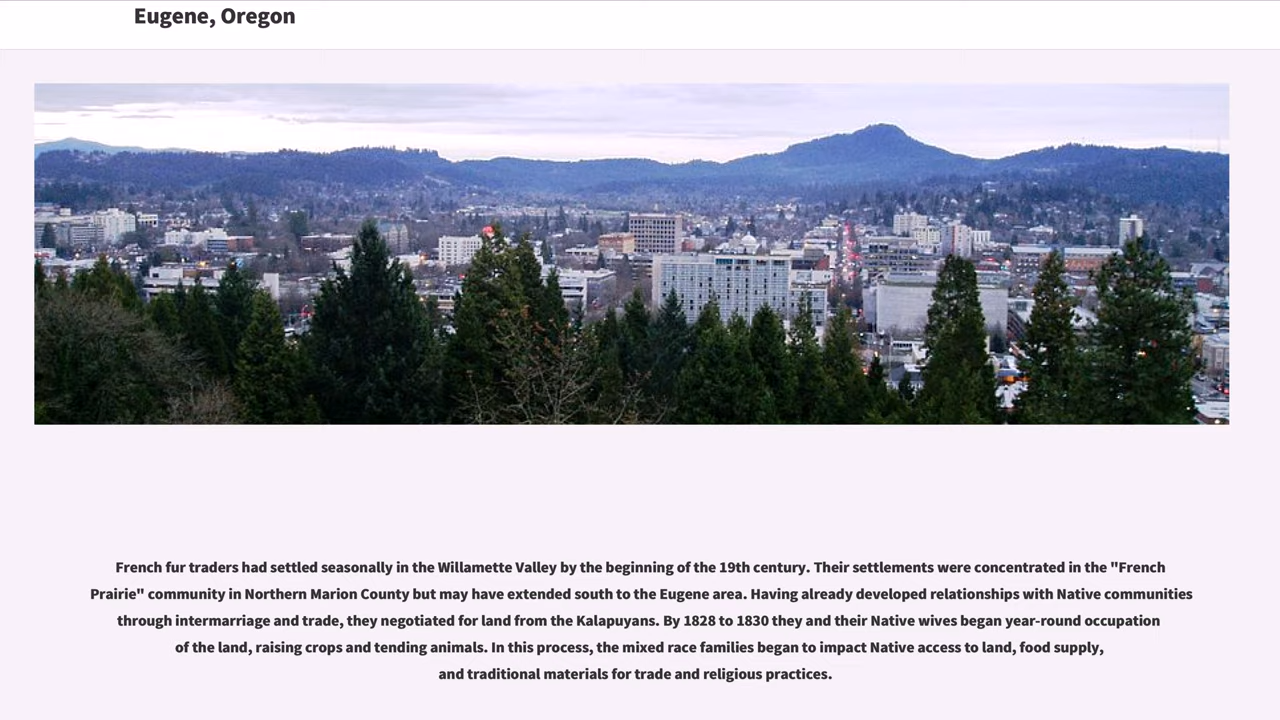 Eugene, Oregon
French fur traders had settled seasonally in the Willamette Valley by the beginning of the 19th century. Their settlements were concentrated in the "French
Prairie" community in Northern Marion County but may have extended south to the Eugene area. Having already developed relationships with Native communities
through intermarriage and trade, they negotiated for land from the Kalapuyans. By 1828 to 1830 they and their Native wives began year-round occupation
of the land, raising crops and tending animals. In this process, the mixed race families began to impact Native access to land, food supply,
and traditional materials for trade and religious practices.